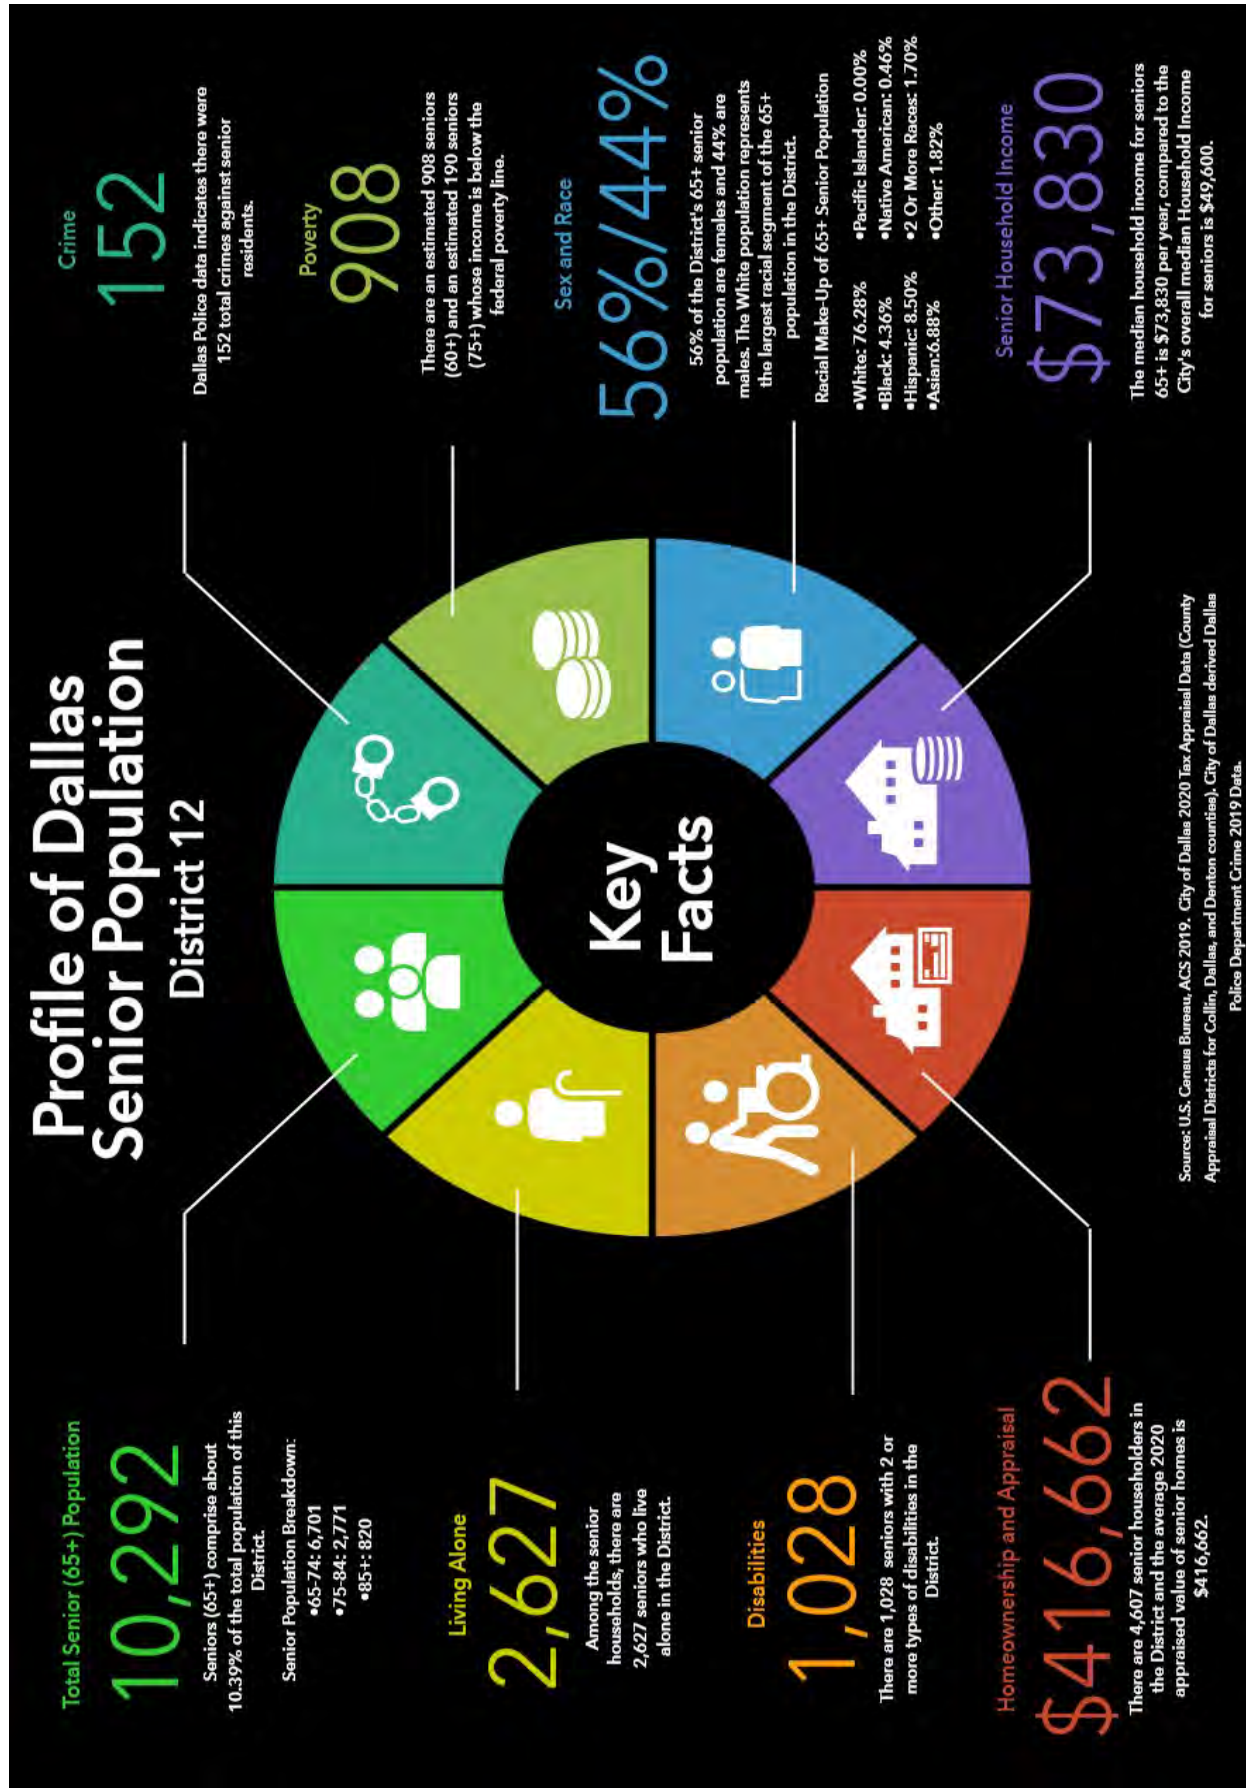 Profile of Dallas
Senior Population
District 12
Total Senior (65+) Population
10,292
Seniors (65+) comprise about
10.39% of the total population of this
District.
Senior Population Breakdown:
•65-74: 6,701
•75-84: 2,771
•85+: 820
Living Alone
2,627
Among the senior
households, there are
2,627 seniors who live
alone in the District.
Disabilities
1,028
There are 1,028 seniors with 2 or
more types of disabilities in the
District.
Homeownership and Appraisal
$416,662
There are 4,607 senior householders in
the District and the average 2020
appraised value of senior homes is
$416,662.
Key
Facts
Crime
152
Dallas Police data indicates there were
152 total crimes against senior
residents.
Poverty
908
There are an estimated 908 seniors
(60+) and an estimated 190 seniors
(75+) whose income is below the
federal poverty line.
Sex and Race
56%/44%
56% of the District's 65+ senior
population are females and 44% are
males. The White population represents
the largest racial segment of the 65+
population in the District.
Racial Make-Up of 65+ Senior Population
•White: 76.28%
•Black: 4.36%
•Hispanic: 8.50%
•Asian:6.88%
•Pacific Islander: 0.00%
•Native American: 0.46%
•2 Or More Races: 1.70%
•Other: 1.82%
Senior Household Income
$73,830
The median household income for seniors
65+ is $73,830 per year, compared to the
City's overall median Household Income
for seniors is $49,600.
Source: U.S. Census Bureau, ACS 2019. City of Dallas 2020 Tax Appraisal Data (County
Appraisal Districts for Collin, Dallas, and Denton counties). City of Dallas derived Dallas
Police Department Crime 2019 Data.